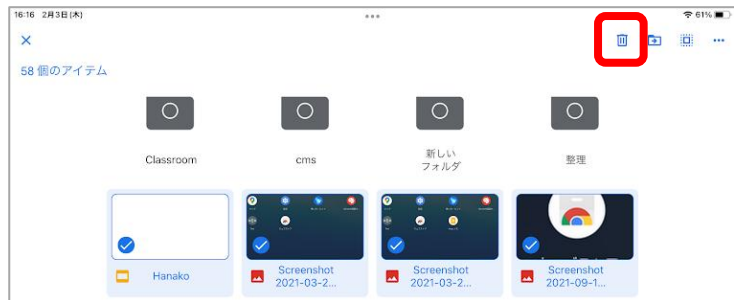 16:16 2月3日(木)
61%
58 個のアイテム
Classroom
cms
新しい
フォルダ
整理
Hanako
Screenshot
2021-03-2...
Screenshot
2021-03-2...
Screenshot
2021-09-1...